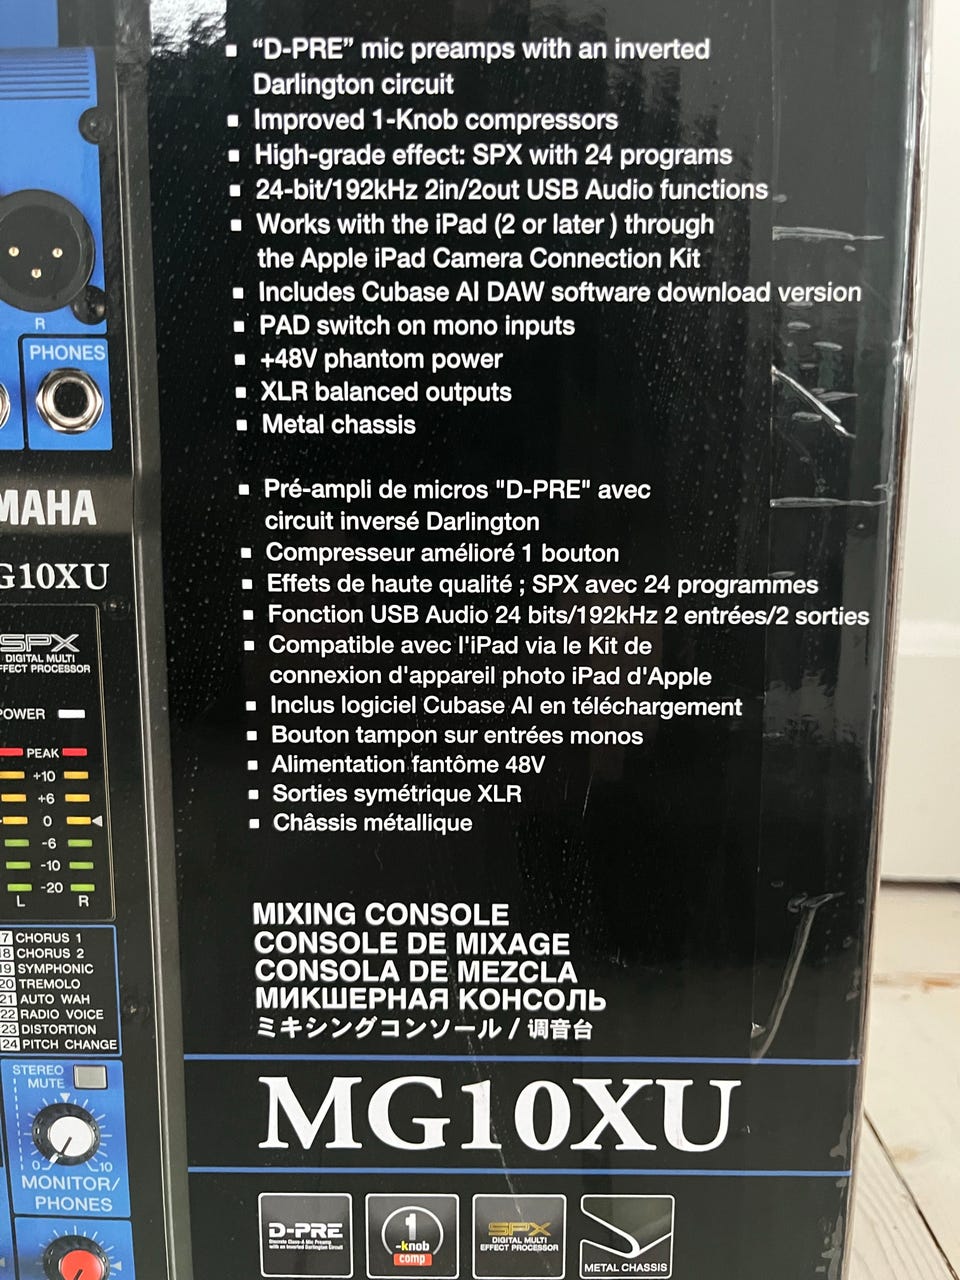 ▪ “D-PRE” mic preamps with an inverted
Darlington circuit
▪ Improved 1-Knob compressors
▪ High-grade effect: SPX with 24 programs
▪ 24-bit/192kHz 2in/2out USB Audio functions
▪ Works with the iPad (2 or later ) through
the Apple iPad Camera Connection Kit
▪ Includes Cubase AI DAW software download version
▪ PAD switch on mono inputs
▪ +48V phantom power
▪ XLR balanced outputs
▪ Metal chassis
▪ Pré-ampli de micros "D-PRE" avec
circuit inversé Darlington
▪ Compresseur amélioré 1 bouton
▪ Effets de haute qualité ; SPX avec 24 programmes
▪ Fonction USB Audio 24 bits/192kHz 2 entrées/2 sorties
▪ Compatible avec l'iPad via le Kit de
connexion d'appareil photo iPad d'Apple
▪ Inclus logiciel Cubase AI en téléchargement
▪ Bouton tampon sur entrées monos
▪ Alimentation fantôme 48V
▪ Sorties symétrique XLR
▪ Châssis métallique
MIXING CONSOLE
CONSOLE DE MIXAGE
CONSOLA DE MEZCLA
МИКШЕРНАЯ КОНСОЛЬ
ミキシングコンソール / 调音台
MG10XU
D-PRE
Discrete Class-A Mic Preamp
with an Inverted Darlington Circuit
1
-knob
comp
SPX
DIGITAL MULTI
EFFECT PROCESSOR
METAL CHASSIS
R
PHONES
MAHA
G10XU
SPX
DIGITAL MULTI
FFECT PROCESSOR
POWER
PEAK
+10
+6
0
-6
-10
-20
L R
17 CHORUS 1
18 CHORUS 2
19 SYMPHONIC
20 TREMOLO
21 AUTO WAH
22 RADIO VOICE
23 DISTORTION
24 PITCH CHANGE
STEREO
MUTE
0 10
MONITOR/
PHONES